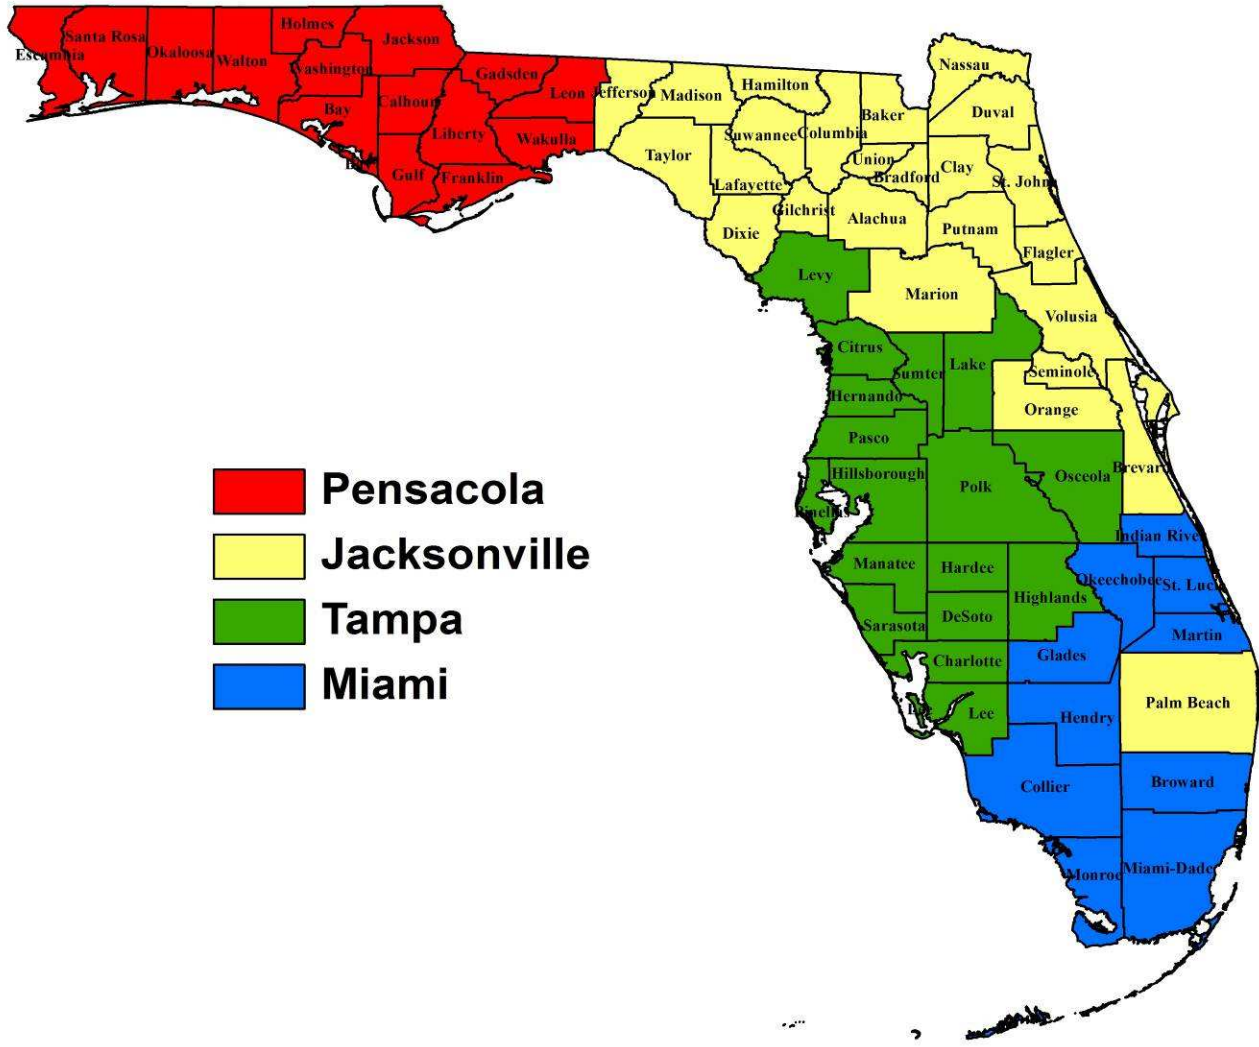 Holmes
Santa Rosa
Jackson
Escambia
Okaloosa
Walton
Washington
Gadsden
Leon
Jefferson
Madison
Hamilton
Nassau
Bay
Calhoun
Liberty
Wakulla
Suwannee
Columbia
Baker
Duval
Taylor
Union
Bradford
Clay
St. John
Gulf
Franklin
Lafayette
Gilchrist
Alachua
Putnam
Dixie
Flagler
Levy
Marion
Volusia
Citrus
Sumter
Lake
Seminole
Hernando
Orange
Pasco
Hillsborough
Polk
Osceola
Brevar
Pinellas
Pensacola
Jacksonville
Tampa
Miami
Indian River
Manatee
Hardee
Highlands
Okeechobee
St. Luci
Sarasota
DeSoto
Martin
Charlotte
Glades
Lee
Hendry
Palm Beach
Collier
Broward
Monroe
Miami-Dade